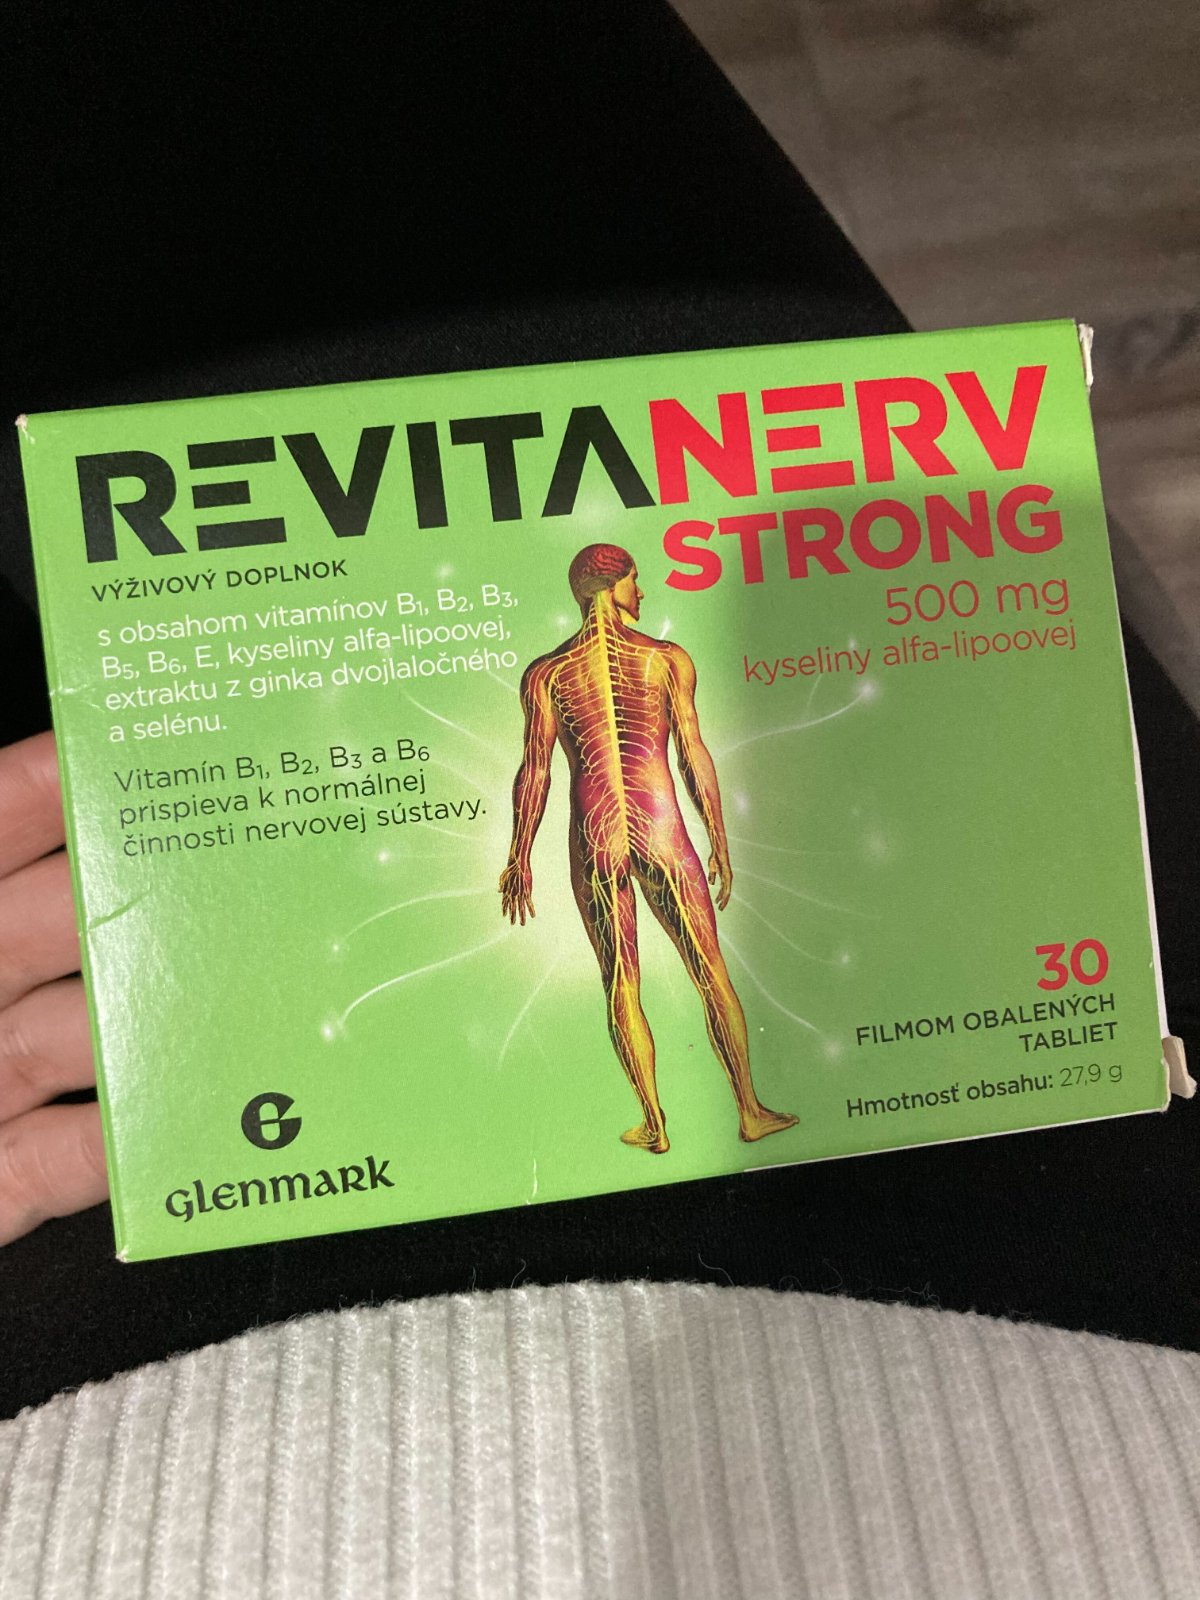 REVITANERV
STRONG
VÝŽIVOVÝ DOPLNOK
500 mg
kyseliny alfa-lipoovej
s obsahom vitamínov B₁, B₂, B₃,
B₅, B₆, E, kyseliny alfa-lipoovej,
extraktu z ginka dvojlaločného
a selénu.
Vitamín B₁, B₂, B₃ a B₆
prispieva k normálnej
činnosti nervovej sústavy.
30
FILMOM OBALENÝCH
TABLIET
Hmotnosť obsahu: 27,9 g
G
glenmark